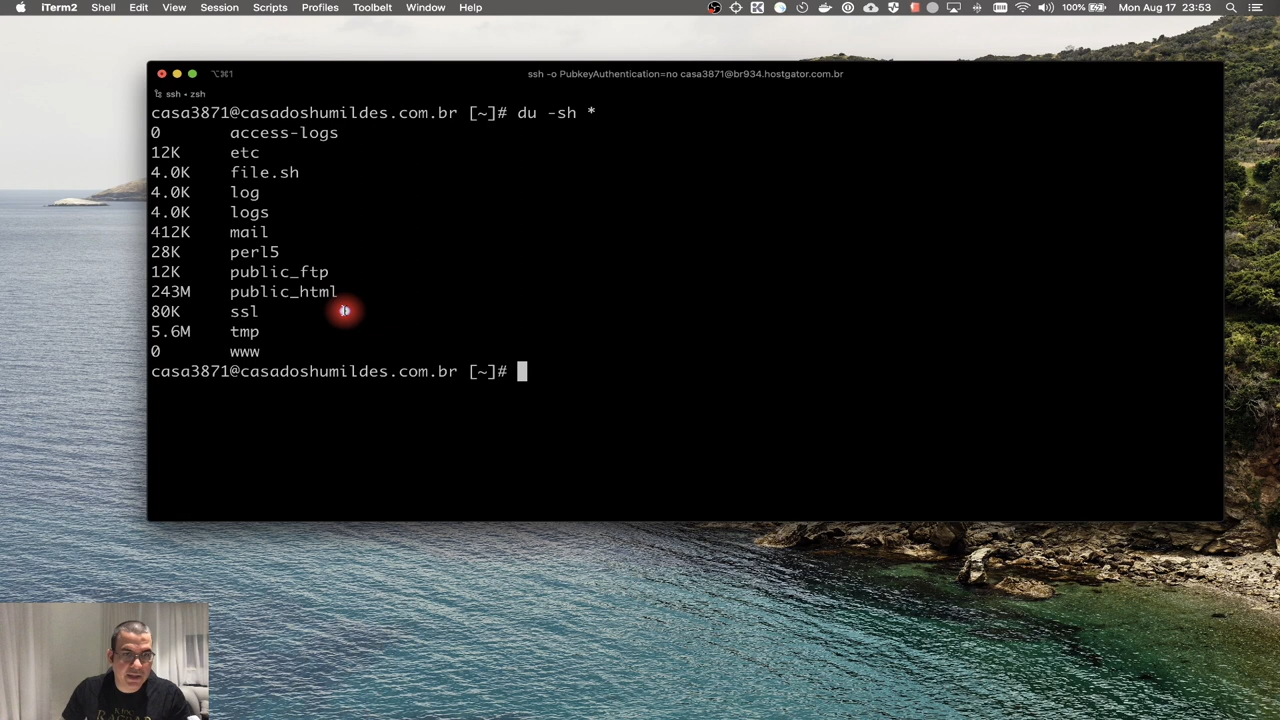 iTerm2 Shell Edit View Session Scripts Profiles Toolbelt Window Help 100% Mon Aug 17 23:53
⌥⌘1 ssh -o PubkeyAuthentication=no casa3871@br934.hostgator.com.br
ssh • zsh
casa3871@casadoshumildes.com.br [~]# du -sh *
0 access-logs
12K etc
4.0K file.sh
4.0K log
4.0K logs
412K mail
28K perl5
12K public_ftp
243M public_html
80K ssl
5.6M tmp
0 www
casa3871@casadoshumildes.com.br [~]#